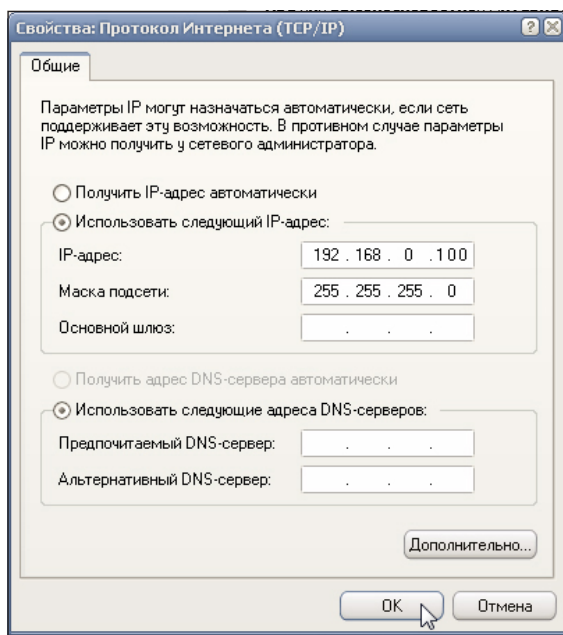 Свойства: Протокол Интернета (TCP/IP)
Общие
Параметры IP могут назначаться автоматически, если сеть
поддерживает эту возможность. В противном случае параметры
IP можно получить у сетевого администратора.
Получить IP-адрес автоматически
Использовать следующий IP-адрес:
IP-адрес: 192 . 168 . 0 .100
Маска подсети: 255 . 255 . 255 . 0
Основной шлюз: . . .
Получить адрес DNS-сервера автоматически
Использовать следующие адреса DNS-серверов:
Предпочитаемый DNS-сервер: . . .
Альтернативный DNS-сервер: . . .
Дополнительно...
OK Отмена